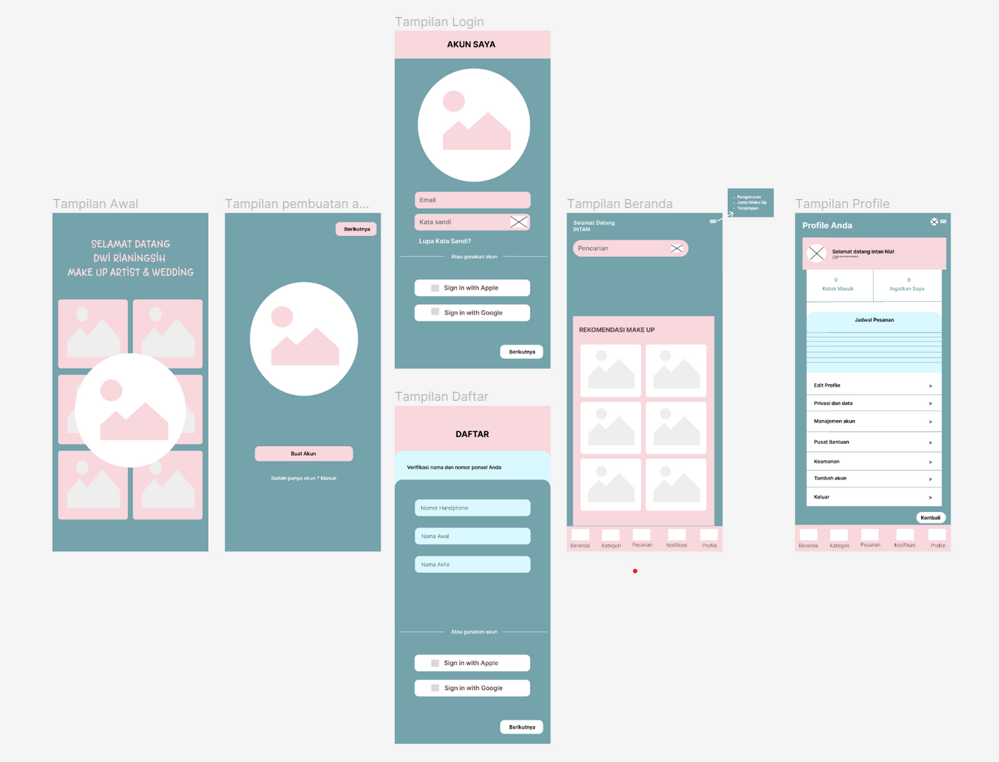 Tampilan Awal
SELAMAT DATANG
DWI RIANINGSIH
MAKE UP ARTIST & WEDDING
Tampilan pembuatan a...
Berikutnya
Buat Akun
Sudah punya akun ? Masuk
Tampilan Login
AKUN SAYA
Email
Kata sandi
Lupa Kata Sandi?
Atau gunakan akun
Sign in with Apple
Sign in with Google
Berikutnya
Tampilan Daftar
DAFTAR
Verifikasi nama dan nomor ponsel Anda
Nomor Handphone
Nama Awal
Nama Akhir
Atau gunakan akun
Sign in with Apple
Sign in with Google
Berikutnya
Tampilan Beranda
Selamat Datang
INTAN
Pencarian
REKOMENDASI MAKE UP
Beranda Kategori Pesanan Notifikasi Profile
• Pengaturan
• Jenis Make Up
• Tersimpan
Tampilan Profile
Profile Anda
Selamat datang Intan Nia!
08**********
0 0
Kotak Masuk Ingatkan Saya
Jadwal Pesanan
Edit Profile >
Privasi dan data >
Manajemen akun >
Pusat Bantuan >
Keamanan >
Tambah akun >
Keluar >
Kembali
Beranda Kategori Pesanan Notifikasi Profile